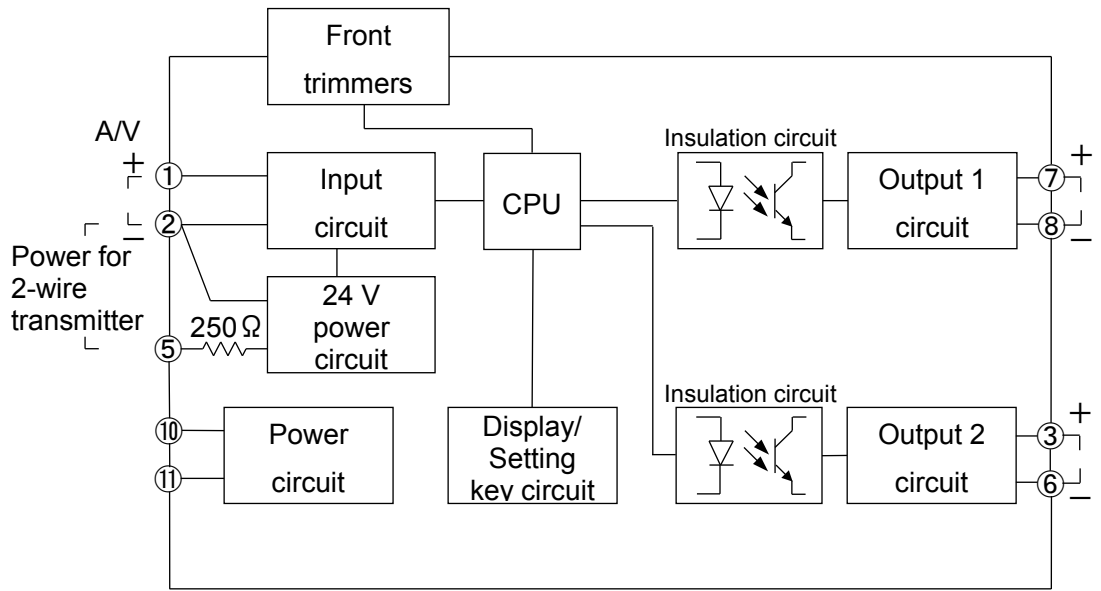 Front
trimmers
A/V
+
①
Input
circuit
CPU
Insulation circuit
Output 1
circuit
⑦
+
②
−
⑧
−
Power for
2-wire
transmitter
24 V
power
circuit
250 Ω
⑤
⑩
⑪
Power
circuit
Display/
Setting
key circuit
Insulation circuit
Output 2
circuit
③
+
⑥
−